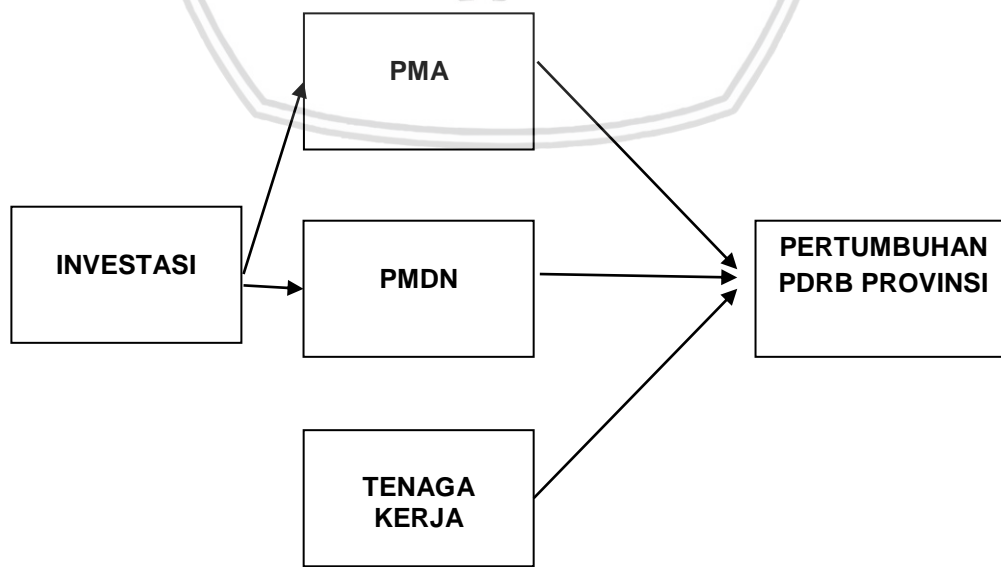 PMA
INVESTASI
PMDN
PERTUMBUHAN
PDRB PROVINSI
TENAGA
KERJA